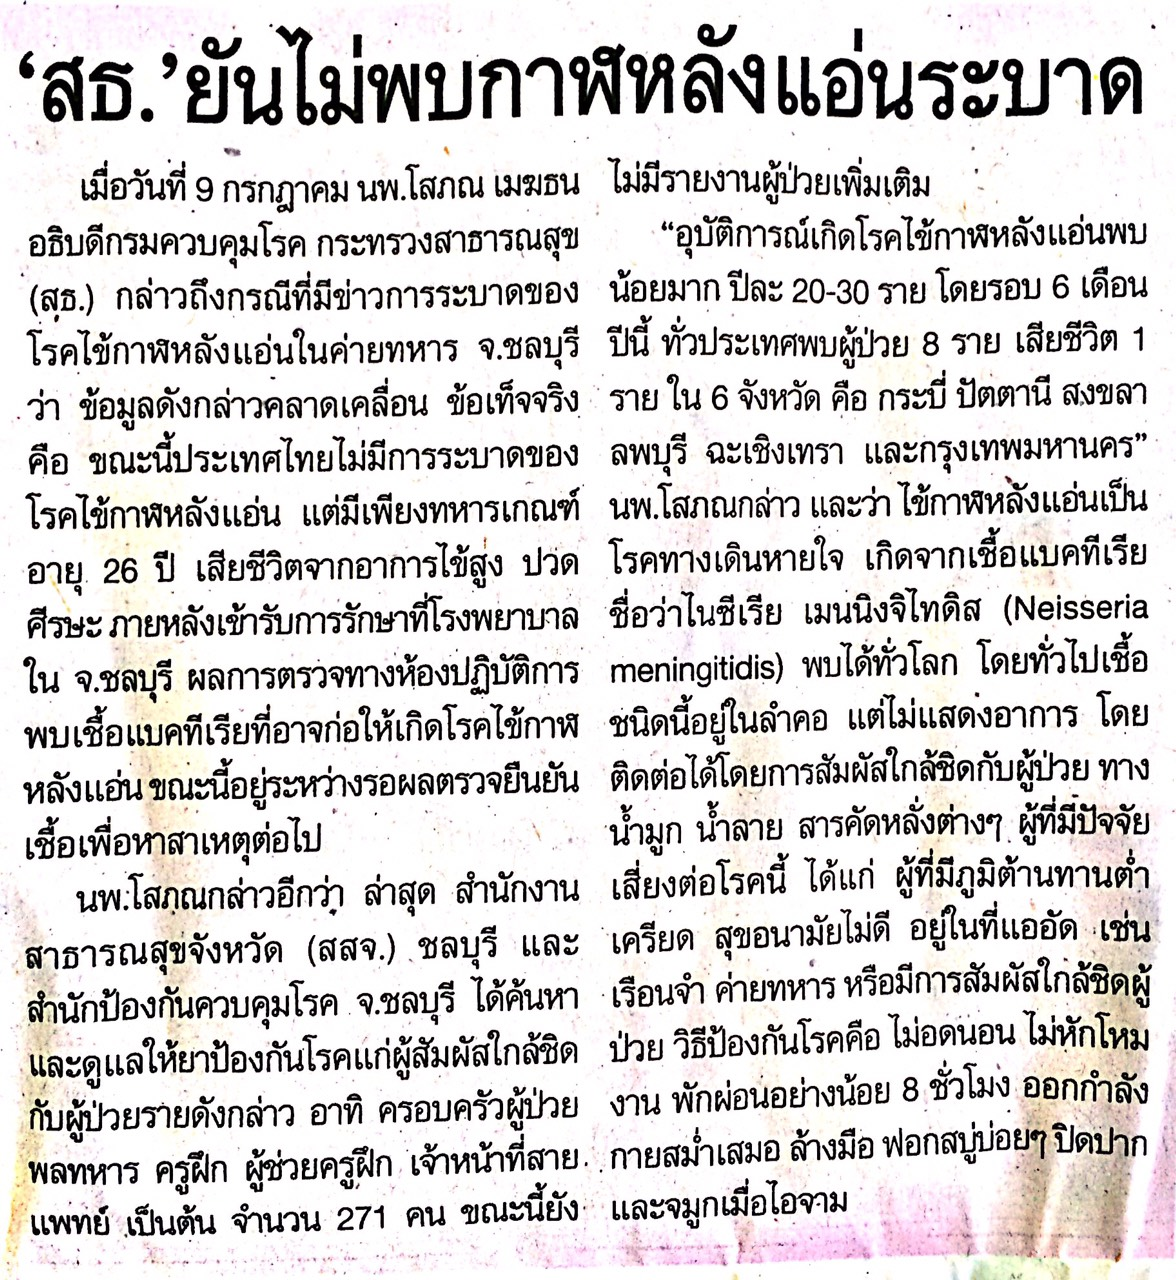 ‘สธ.’ยันไม่พบกาฬหลังแอ่นระบาด
เมื่อวันที่ 9 กรกฎาคม นพ.โสภณ เมฆธน
อธิบดีกรมควบคุมโรค กระทรวงสาธารณสุข
(สธ.) กล่าวถึงกรณีที่มีข่าวการระบาดของ
โรคไข้กาฬหลังแอ่นในค่ายทหาร จ.ชลบุรี
ว่า ข้อมูลดังกล่าวคลาดเคลื่อน ข้อเท็จจริง
คือ ขณะนี้ประเทศไทยไม่มีการระบาดของ
โรคไข้กาฬหลังแอ่น แต่มีเพียงทหารเกณฑ์
อายุ 26 ปี เสียชีวิตจากอาการไข้สูง ปวด
ศีรษะ ภายหลังเข้ารับการรักษาที่โรงพยาบาล
ใน จ.ชลบุรี ผลการตรวจทางห้องปฏิบัติการ
พบเชื้อแบคทีเรียที่อาจก่อให้เกิดโรคไข้กาฬ
หลังแอ่น ขณะนี้อยู่ระหว่างรอผลตรวจยืนยัน
เชื้อเพื่อหาสาเหตุต่อไป
นพ.โสภณกล่าวอีกว่า ล่าสุด สำนักงาน
สาธารณสุขจังหวัด (สสจ.) ชลบุรี และ
สำนักป้องกันควบคุมโรค จ.ชลบุรี ได้ค้นหา
และดูแลให้ยาป้องกันโรคแก่ผู้สัมผัสใกล้ชิด
กับผู้ป่วยรายดังกล่าว อาทิ ครอบครัวผู้ป่วย
พลทหาร ครูฝึก ผู้ช่วยครูฝึก เจ้าหน้าที่สาย
แพทย์ เป็นต้น จำนวน 271 คน ขณะนี้ยัง
ไม่มีรายงานผู้ป่วยเพิ่มเติม
“อุบัติการณ์เกิดโรคไข้กาฬหลังแอ่นพบ
น้อยมาก ปีละ 20-30 ราย โดยรอบ 6 เดือน
ปีนี้ ทั่วประเทศพบผู้ป่วย 8 ราย เสียชีวิต 1
ราย ใน 6 จังหวัด คือ กระบี่ ปัตตานี สงขลา
ลพบุรี ฉะเชิงเทรา และกรุงเทพมหานคร”
นพ.โสภณกล่าว และว่า ไข้กาฬหลังแอ่นเป็น
โรคทางเดินหายใจ เกิดจากเชื้อแบคทีเรีย
ชื่อว่าไนซีเรีย เมนนิงจิไทดิส (Neisseria
meningitidis) พบได้ทั่วโลก โดยทั่วไปเชื้อ
ชนิดนี้อยู่ในลำคอ แต่ไม่แสดงอาการ โดย
ติดต่อได้โดยการสัมผัสใกล้ชิดกับผู้ป่วย ทาง
น้ำมูก น้ำลาย สารคัดหลั่งต่างๆ ผู้ที่มีปัจจัย
เสี่ยงต่อโรคนี้ ได้แก่ ผู้ที่มีภูมิต้านทานต่ำ
เครียด สุขอนามัยไม่ดี อยู่ในที่แออัด เช่น
เรือนจำ ค่ายทหาร หรือมีการสัมผัสใกล้ชิดผู้
ป่วย วิธีป้องกันโรคคือ ไม่อดนอน ไม่หักโหม
งาน พักผ่อนอย่างน้อย 8 ชั่วโมง ออกกำลัง
กายสม่ำเสมอ ล้างมือ ฟอกสบู่บ่อยๆ ปิดปาก
และจมูกเมื่อไอจาม